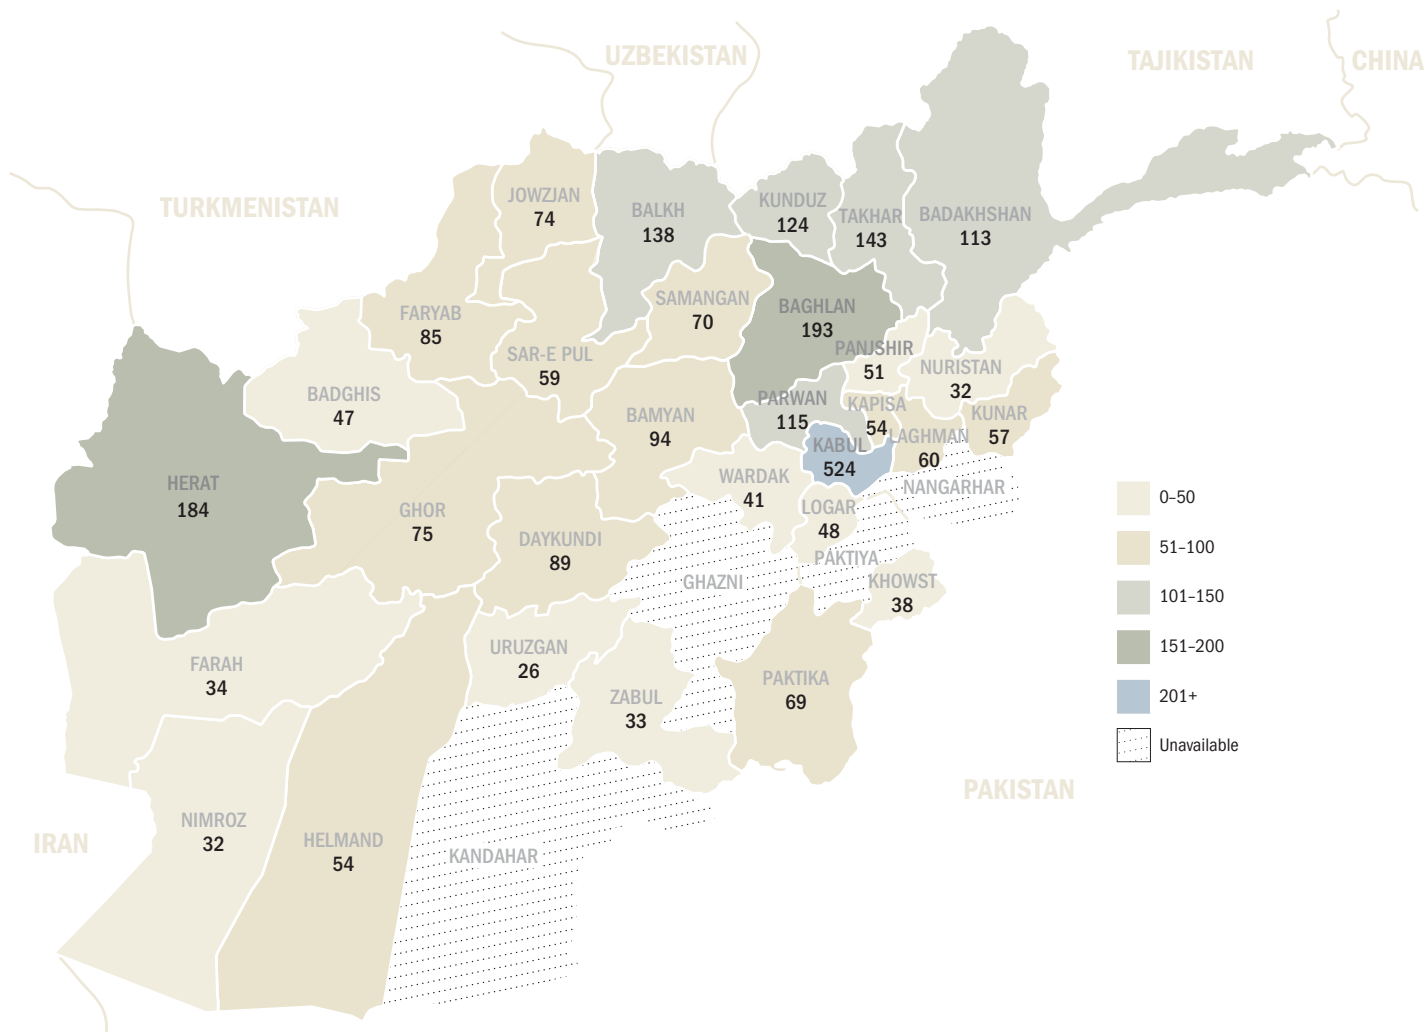 UZBEKISTAN
TAJIKISTAN
CHINA
TURKMENISTAN
JOWZJAN
74
BALKH
138
KUNDUZ
124
TAKHAR
143
BADAKHSHAN
113
FARYAB
85
SAMANGAN
70
BAGHLAN
193
SAR-E PUL
59
PANJSHIR
51
NURISTAN
32
BADGHIS
47
BAMYAN
94
PARWAN
115
KAPISA
54
KUNAR
57
LAGHMAN
60
KABUL
524
HERAT
184
WARDAK
41
NANGARHAR
GHOR
75
LOGAR
48
DAYKUNDI
89
PAKTIYA
GHAZNI
KHOWST
38
FARAH
34
URUZGAN
26
ZABUL
33
PAKTIKA
69
NIMROZ
32
HELMAND
54
KANDAHAR
IRAN
PAKISTAN
0–50
51–100
101–150
151–200
201+
Unavailable